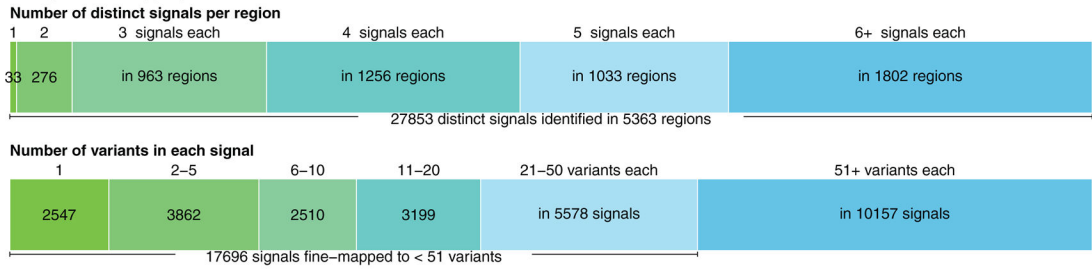 Number of distinct signals per region
1 2 3 signals each 4 signals each 5 signals each 6+ signals each
33 276 in 963 regions in 1256 regions in 1033 regions in 1802 regions
27853 distinct signals identified in 5363 regions
Number of variants in each signal
1 2−5 6−10 11−20 21−50 variants each 51+ variants each
2547 3862 2510 3199 in 5578 signals in 10157 signals
17696 signals fine−mapped to < 51 variants